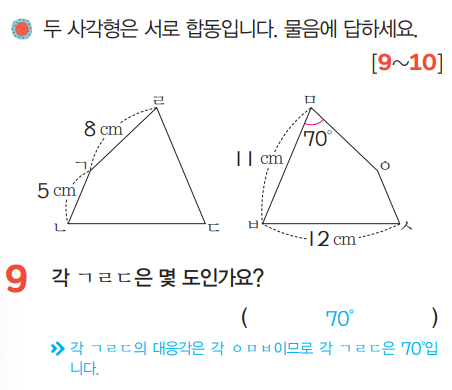 두 사각형은 서로 합동입니다. 물음에 답하세요.
[9~10]
ㄹ
8 cm
ㄱ
5 cm
ㄴ
ㄷ
ㅁ
70°
11 cm
ㅇ
ㅂ
ㅅ
12 cm
9 각 ㄱㄹㄷ은 몇 도인가요?
( 70° )
각 ㄱㄹㄷ의 대응각은 각 ㅇㅁㅂ이므로 각 ㄱㄹㄷ은 70°입
니다.